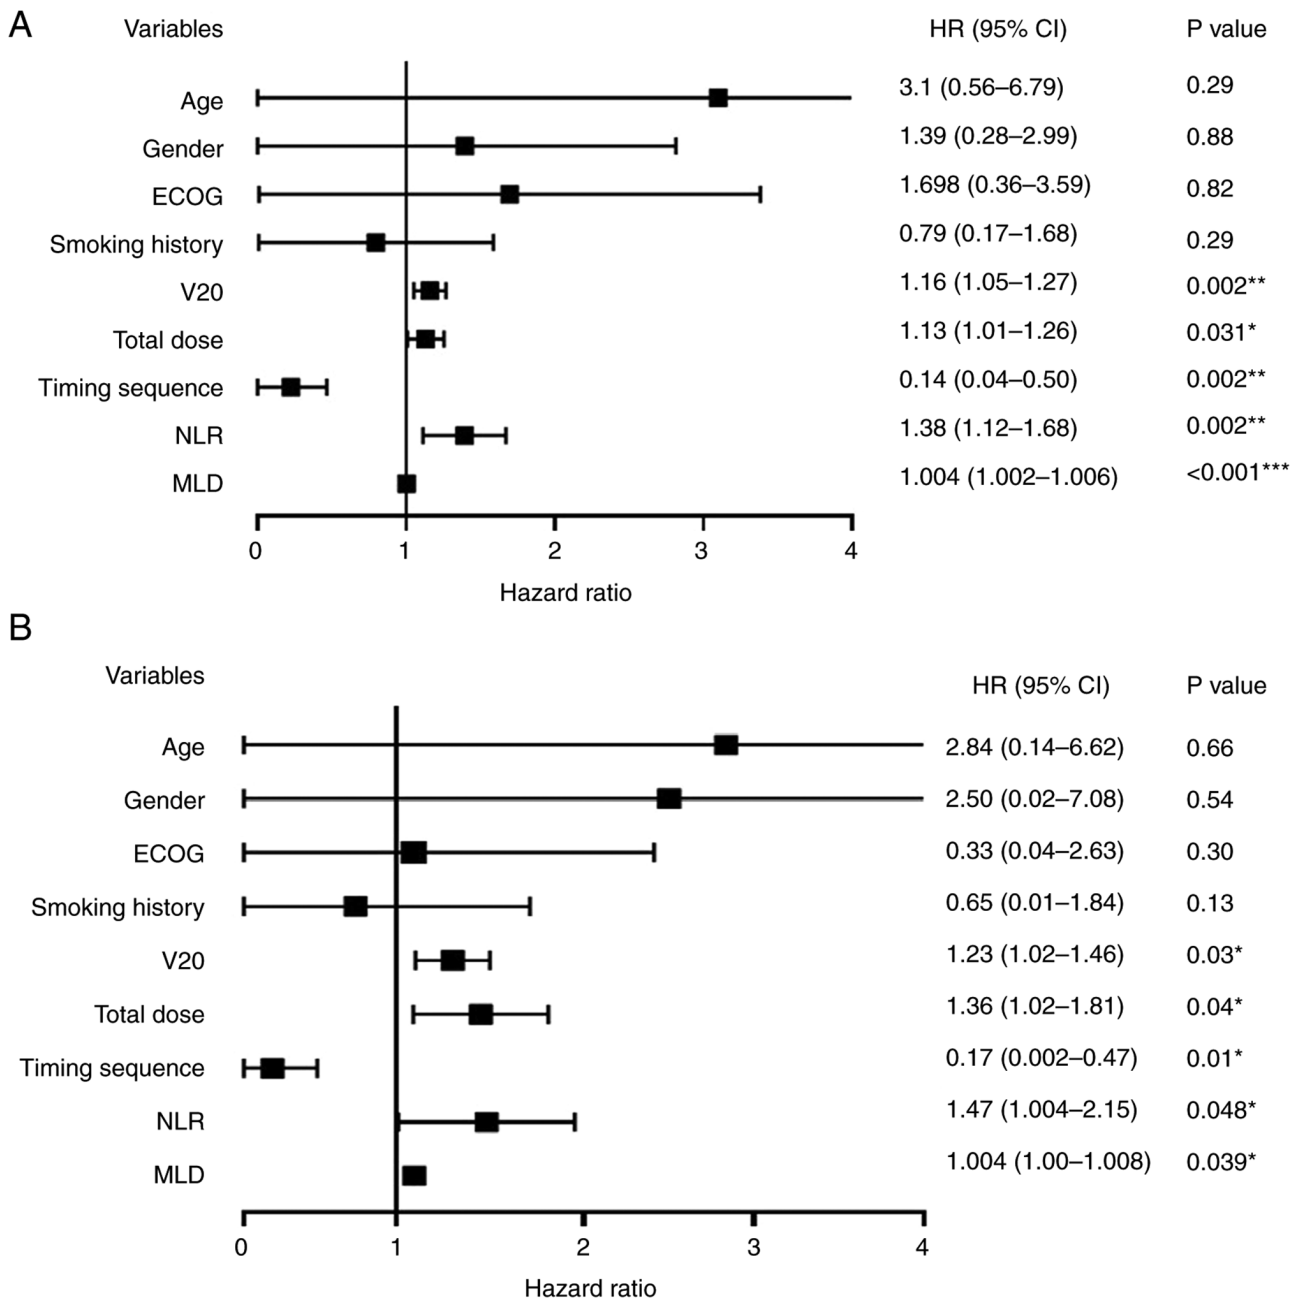 A
Variables HR (95% CI) P value
Age 3.1 (0.56–6.79) 0.29
Gender 1.39 (0.28–2.99) 0.88
ECOG 1.698 (0.36–3.59) 0.82
Smoking history 0.79 (0.17–1.68) 0.29
V20 1.16 (1.05–1.27) 0.002**
Total dose 1.13 (1.01–1.26) 0.031*
Timing sequence 0.14 (0.04–0.50) 0.002**
NLR 1.38 (1.12–1.68) 0.002**
MLD 1.004 (1.002–1.006) <0.001***
0 1 2 3 4
Hazard ratio
B
Variables HR (95% CI) P value
Age 2.84 (0.14–6.62) 0.66
Gender 2.50 (0.02–7.08) 0.54
ECOG 0.33 (0.04–2.63) 0.30
Smoking history 0.65 (0.01–1.84) 0.13
V20 1.23 (1.02–1.46) 0.03*
Total dose 1.36 (1.02–1.81) 0.04*
Timing sequence 0.17 (0.002–0.47) 0.01*
NLR 1.47 (1.004–2.15) 0.048*
MLD 1.004 (1.00–1.008) 0.039*
0 1 2 3 4
Hazard ratio